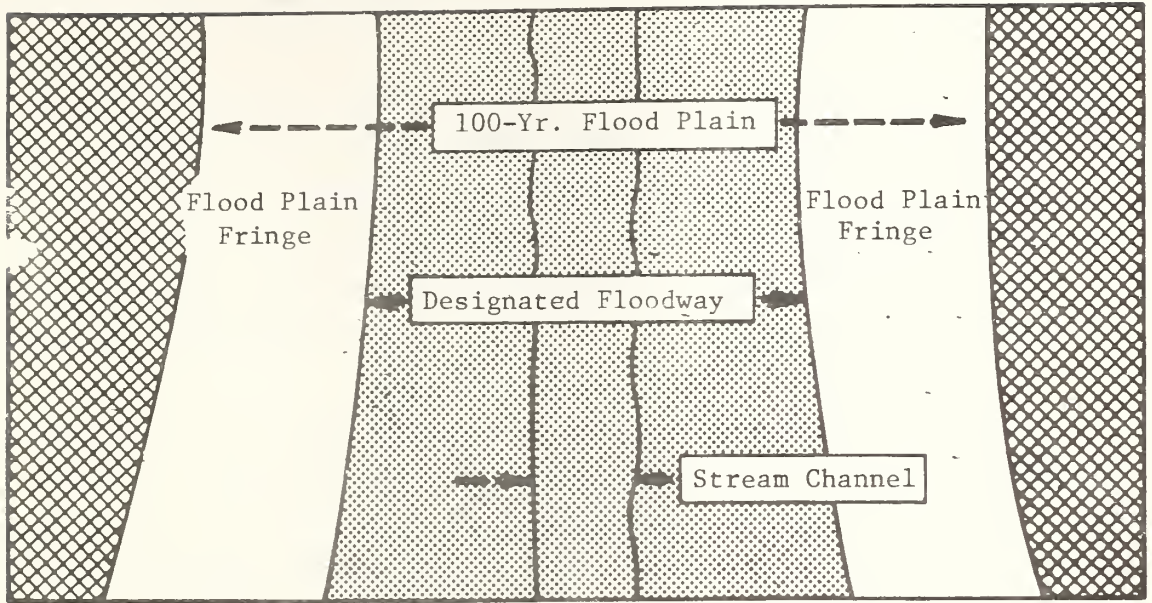 100-Yr. Flood Plain
Flood Plain
Fringe
Flood Plain
Fringe
Designated Floodway
Stream Channel